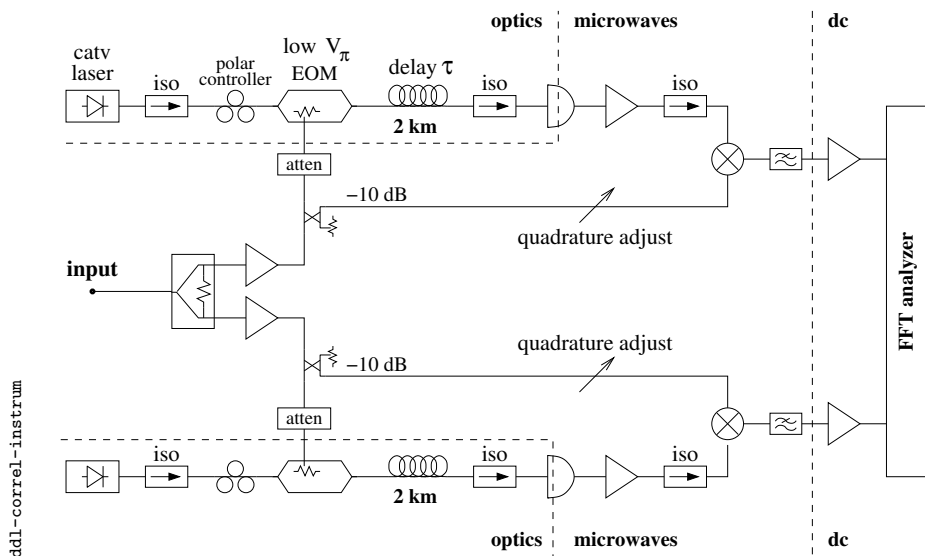 optics
microwaves
dc
catv
laser
iso
polar
controller
low Vπ
EOM
delay τ
2 km
iso
iso
atten
−10 dB
quadrature adjust
input
FFT analyzer
quadrature adjust
−10 dB
atten
iso
iso
iso
2 km
optics
microwaves
dc
ddl−correl−instrum